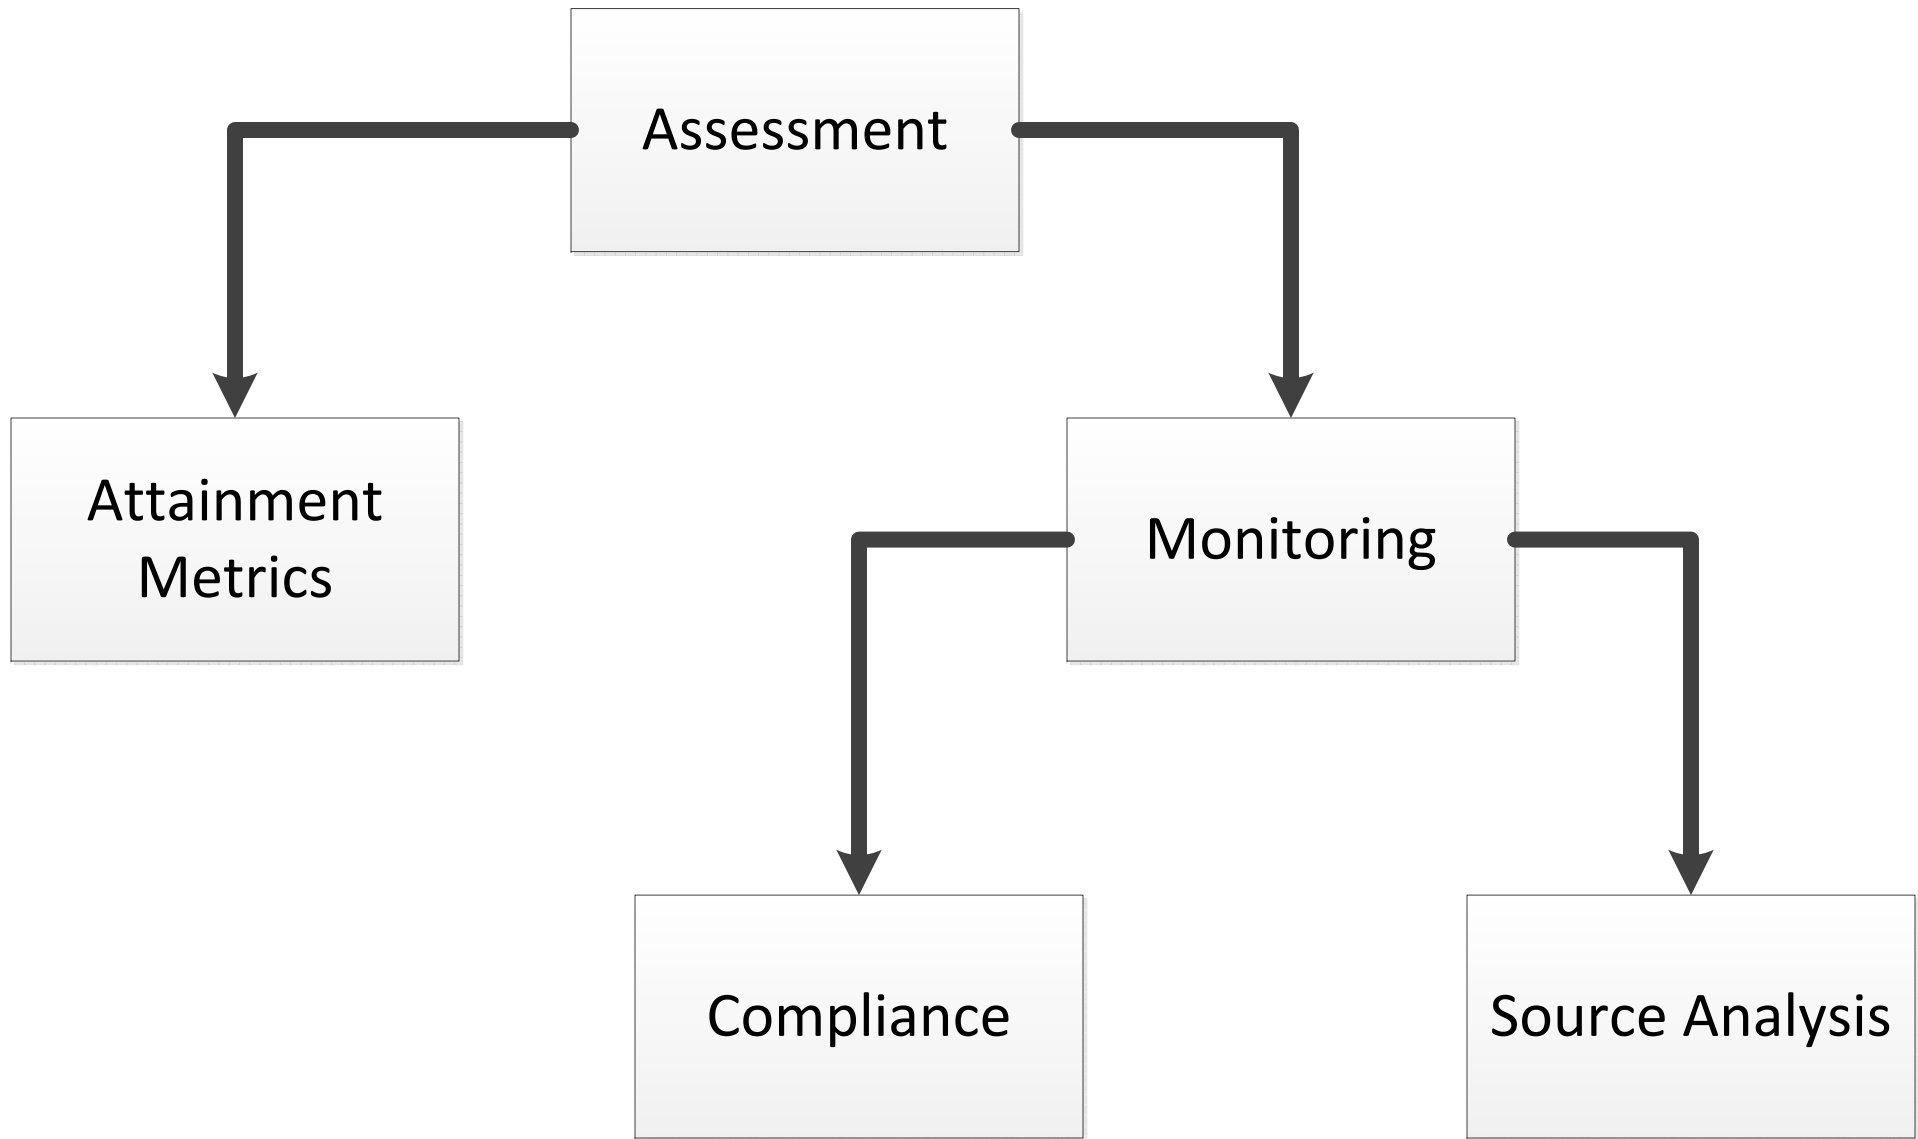 Assessment
Attainment
Metrics
Monitoring
Compliance
Source Analysis